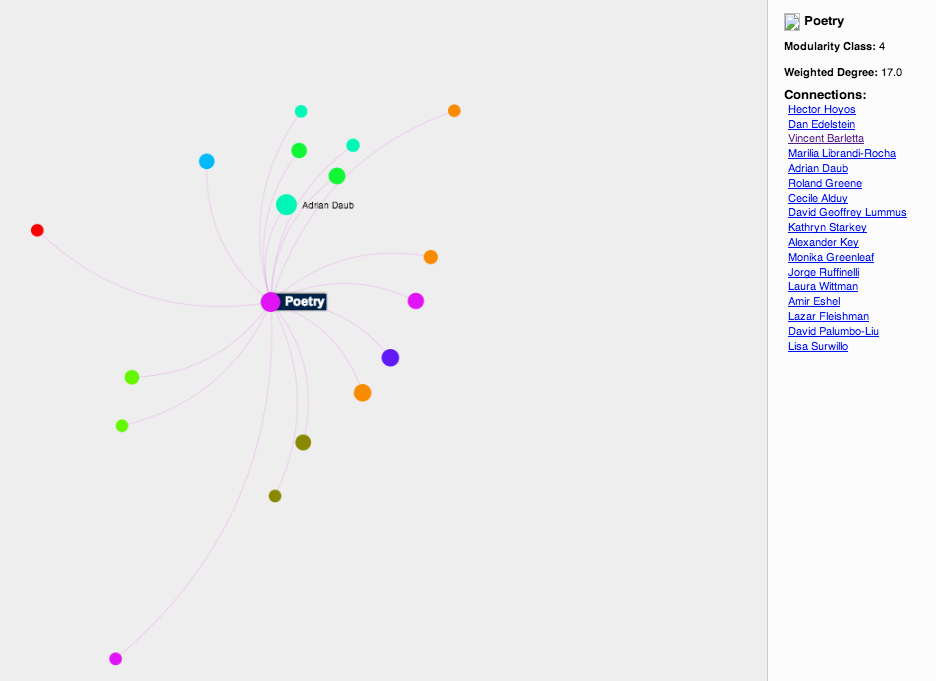 Adrian Daub
Poetry
Poetry
Modularity Class: 4
Weighted Degree: 17.0
Connections:
Hector Hoyos
Dan Edelstein
Vincent Barletta
Marilia Librandi-Rocha
Adrian Daub
Roland Greene
Cecile Alduy
David Geoffrey Lummus
Kathryn Starkey
Alexander Key
Monika Greenleaf
Jorge Ruffinelli
Laura Wittman
Amir Eshel
Lazar Fleishman
David Palumbo-Liu
Lisa Surwillo